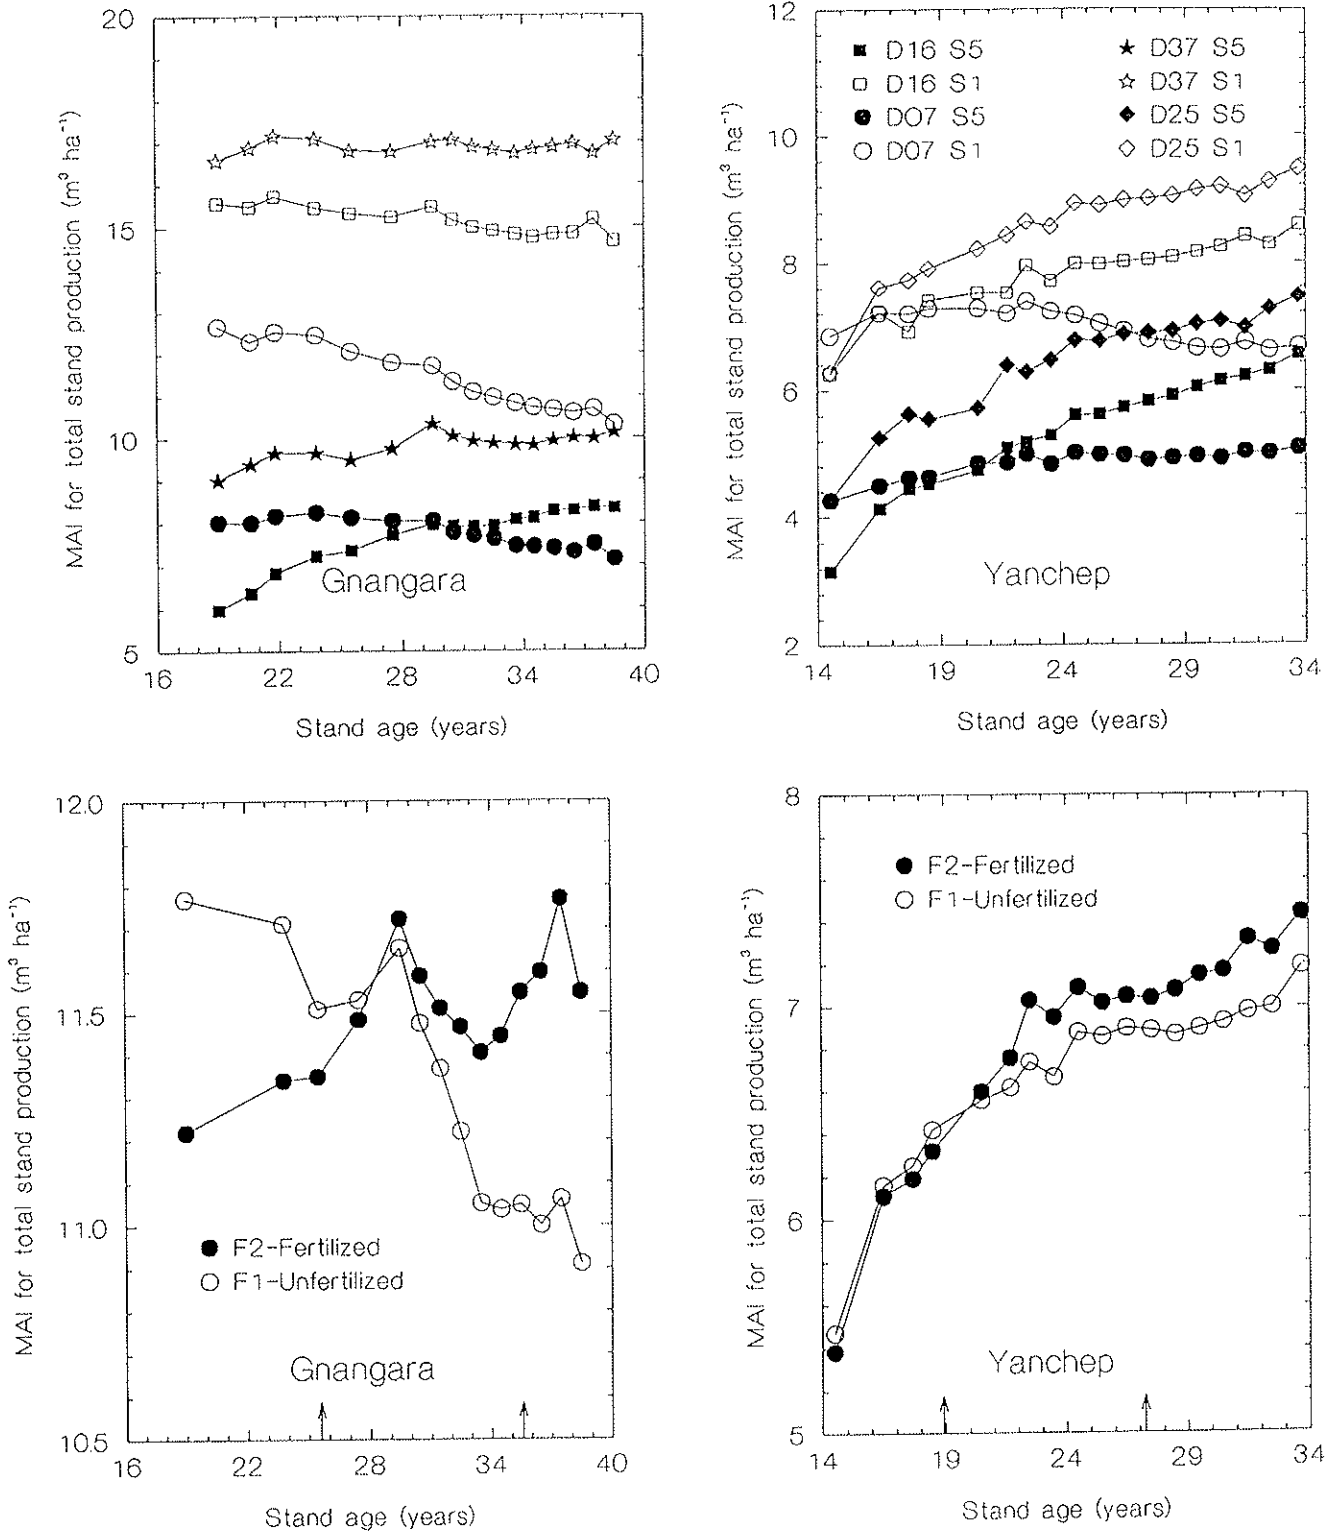 20
15
10
5
16
22
28
34
40
MAI for total stand production (m³ ha⁻¹)
Gnangara
Stand age (years)
12
10
8
6
4
2
14
19
24
29
34
MAI for total stand production (m³ ha⁻¹)
D16 S5
D16 S1
D07 S5
D07 S1
D37 S5
D37 S1
D25 S5
D25 S1
Yanchep
Stand age (years)
12.0
11.5
11.0
10.5
16
22
28
34
40
MAI for total stand production (m³ ha⁻¹)
F2-Fertilized
F1-Unfertilized
Gnangara
Stand age (years)
8
7
6
5
14
19
24
29
34
MAI for total stand production (m³ ha⁻¹)
F2-Fertilized
F1-Unfertilized
Yanchep
Stand age (years)